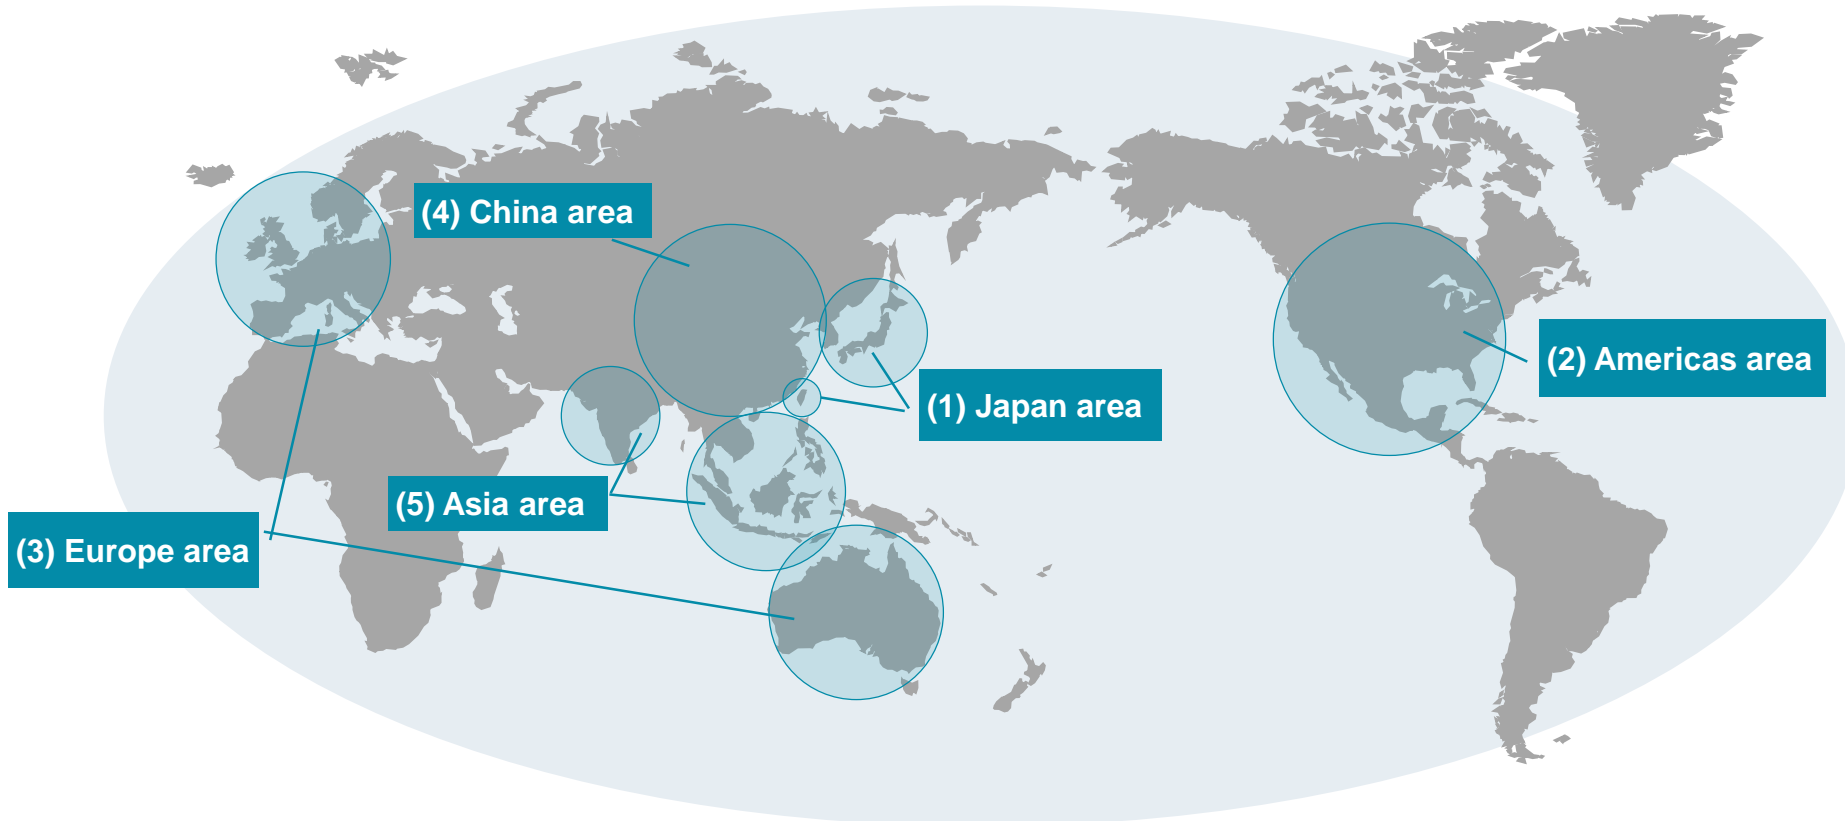 (4) China area
(2) Americas area
(1) Japan area
(5) Asia area
(3) Europe area